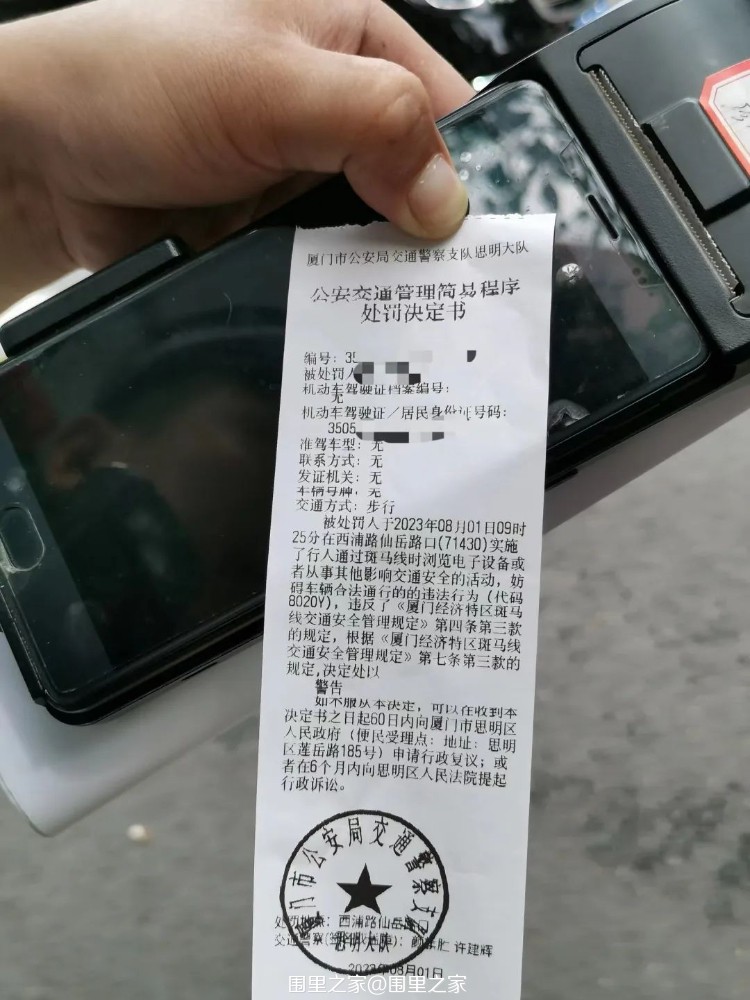 厦门市公安局交通警察支队思明大队
公安交通管理简易程序
处罚决定书
编号: 35
被处罚人
机动车驾驶证档案编号:
无
机动车驾驶证/居民身份证号码:
3505
准驾车型: 无
联系方式: 无
发证机关: 无
车辆号牌: 无
交通方式: 步行
被处罚人于2023年08月01日09时
25分在西浦路仙岳路口(71430)实施
了行人通过斑马线时浏览电子设备或
者从事其他影响交通安全的活动, 妨
碍车辆合法通行的的违法行为 (代码
8020Y), 违反了《厦门经济特区斑马
线交通安全管理规定》第四条第三款
的规定, 根据《厦门经济特区斑马线
交通安全管理规定》第七条第三款的
规定,决定处以
警告
如不服从本决定, 可以在收到本
决定书之日起60日内向厦门市思明区
人民政府 (便民受理点: 地址: 思明
区莲岳路185号) 申请行政复议; 或
者在6个月内向思明区人民法院提起
行政诉讼。
厦门市公安局交通警察支队
思明大队
处罚地点: 西浦路仙岳路口
交通警察(签名或盖章): 许建辉
2023年08月01日
围里之家@围里之家